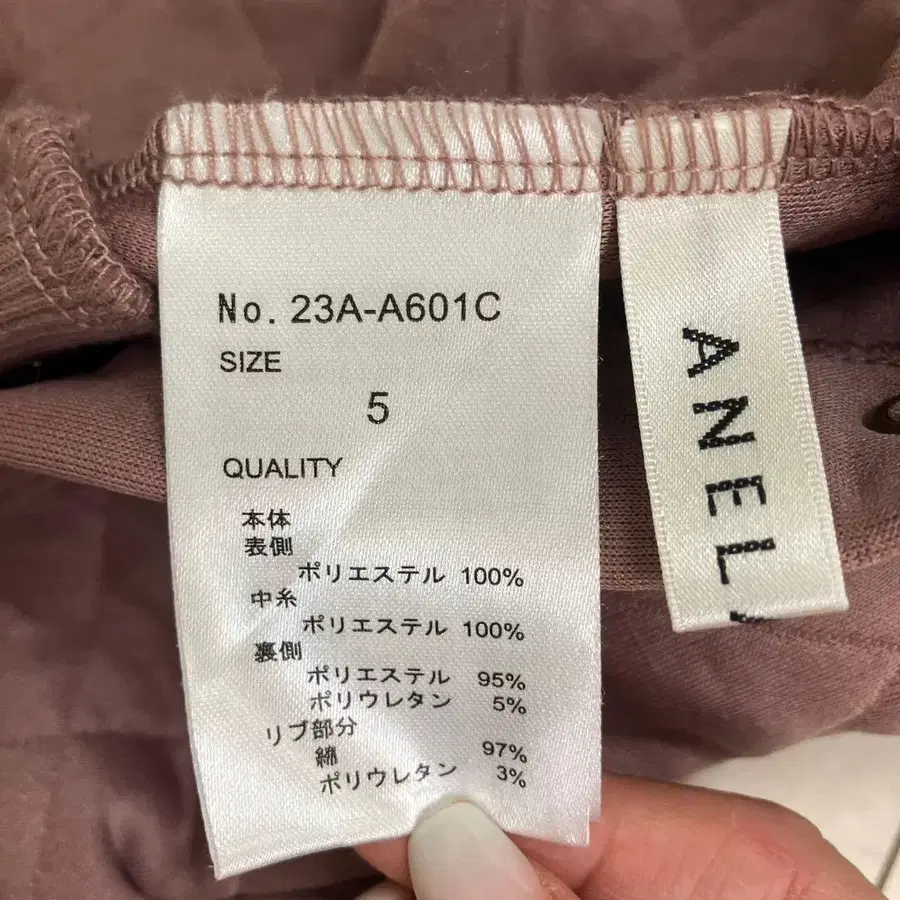 No. 23A-A601C
SIZE
5
QUALITY
本体
表側
ポリエステル 100%
中糸
ポリエステル 100%
裏側
ポリエステル 95%
ポリウレタン 5%
リブ部分
綿 97%
ポリウレタン 3%
ANEL